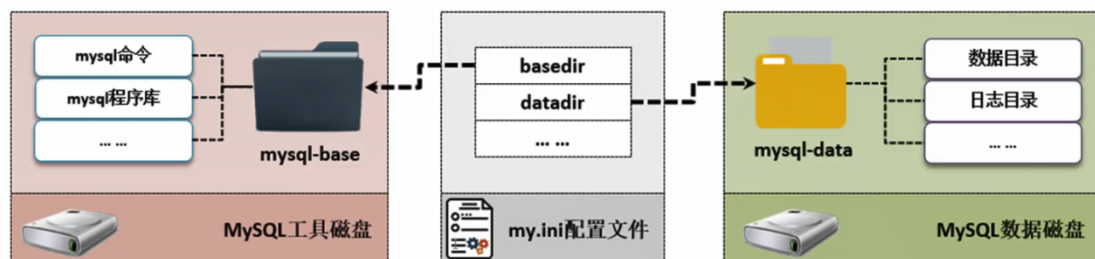 mysql命令
mysql程序库
... ...
mysql-base
MySQL工具磁盘
basedir
datadir
... ...
my.ini配置文件
mysql-data
数据目录
日志目录
... ...
MySQL数据磁盘